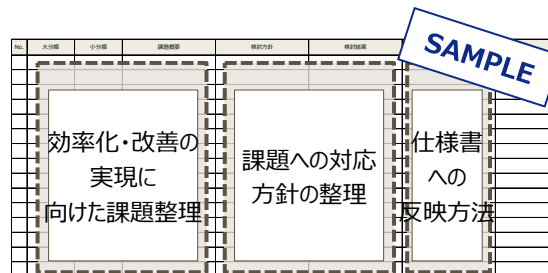 SAMPLE
No.
大分類
小分類
課題概要
検討方針
検討結果
効率化・改善の
実現に
向けた課題整理
課題への対応
方針の整理
仕様書
への
反映方法